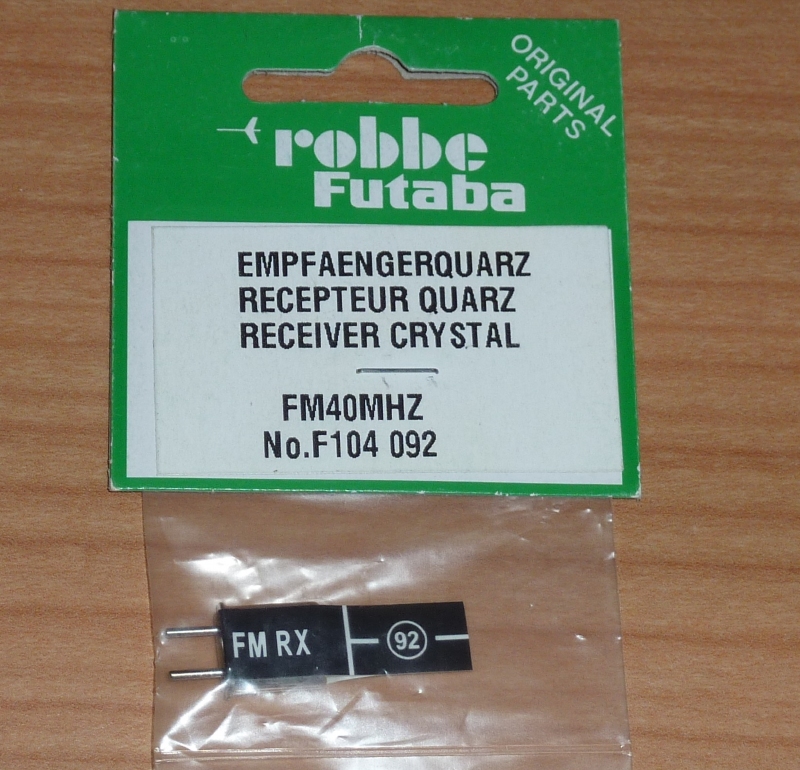 ORIGINAL
PARTS
robbe
Futaba
EMPFAENGERQUARZ
RECEPTEUR QUARZ
RECEIVER CRYSTAL
FM40MHZ
No.F104 092
FM RX 92